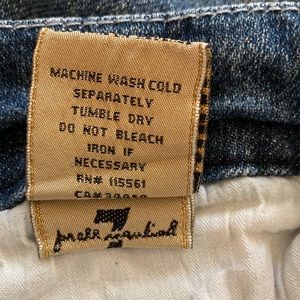 MACHINE WASH COLD
SEPARATELY
TUMBLE DRY
DO NOT BLEACH
IRON IF
NECESSARY
RN# 115561
CA#
7